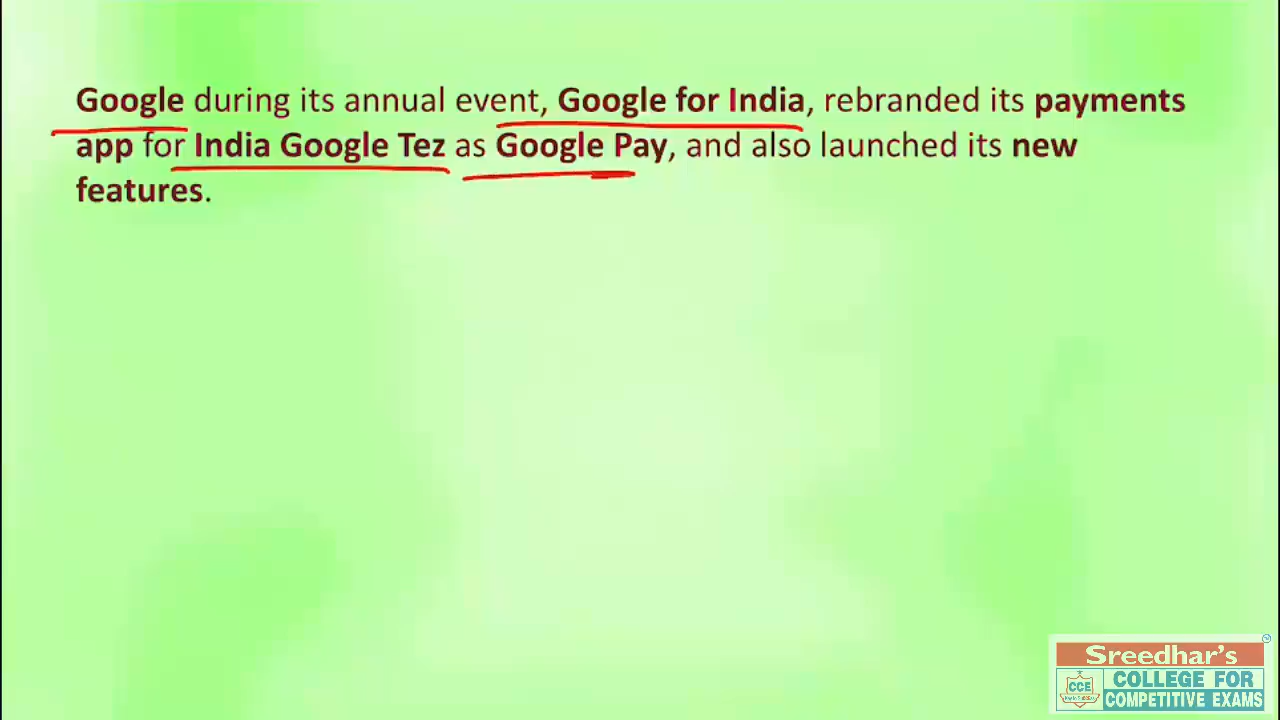 Google during its annual event, Google for India, rebranded its payments
app for India Google Tez as Google Pay, and also launched its new
features.
Sreedhar's
CCE
COLLEGE FOR
COMPETITIVE EXAMS